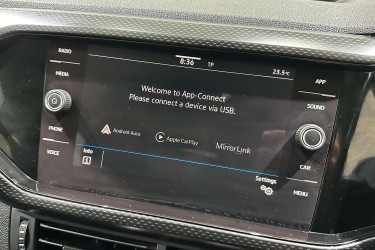 RADIO
8:36 TP 23.5°C
MEDIA
APP
Welcome to App-Connect
Please connect a device via USB.
SOUND
PHONE
Android Auto Apple CarPlay MirrorLink
VOICE
Info
CAR
Settings
MENU